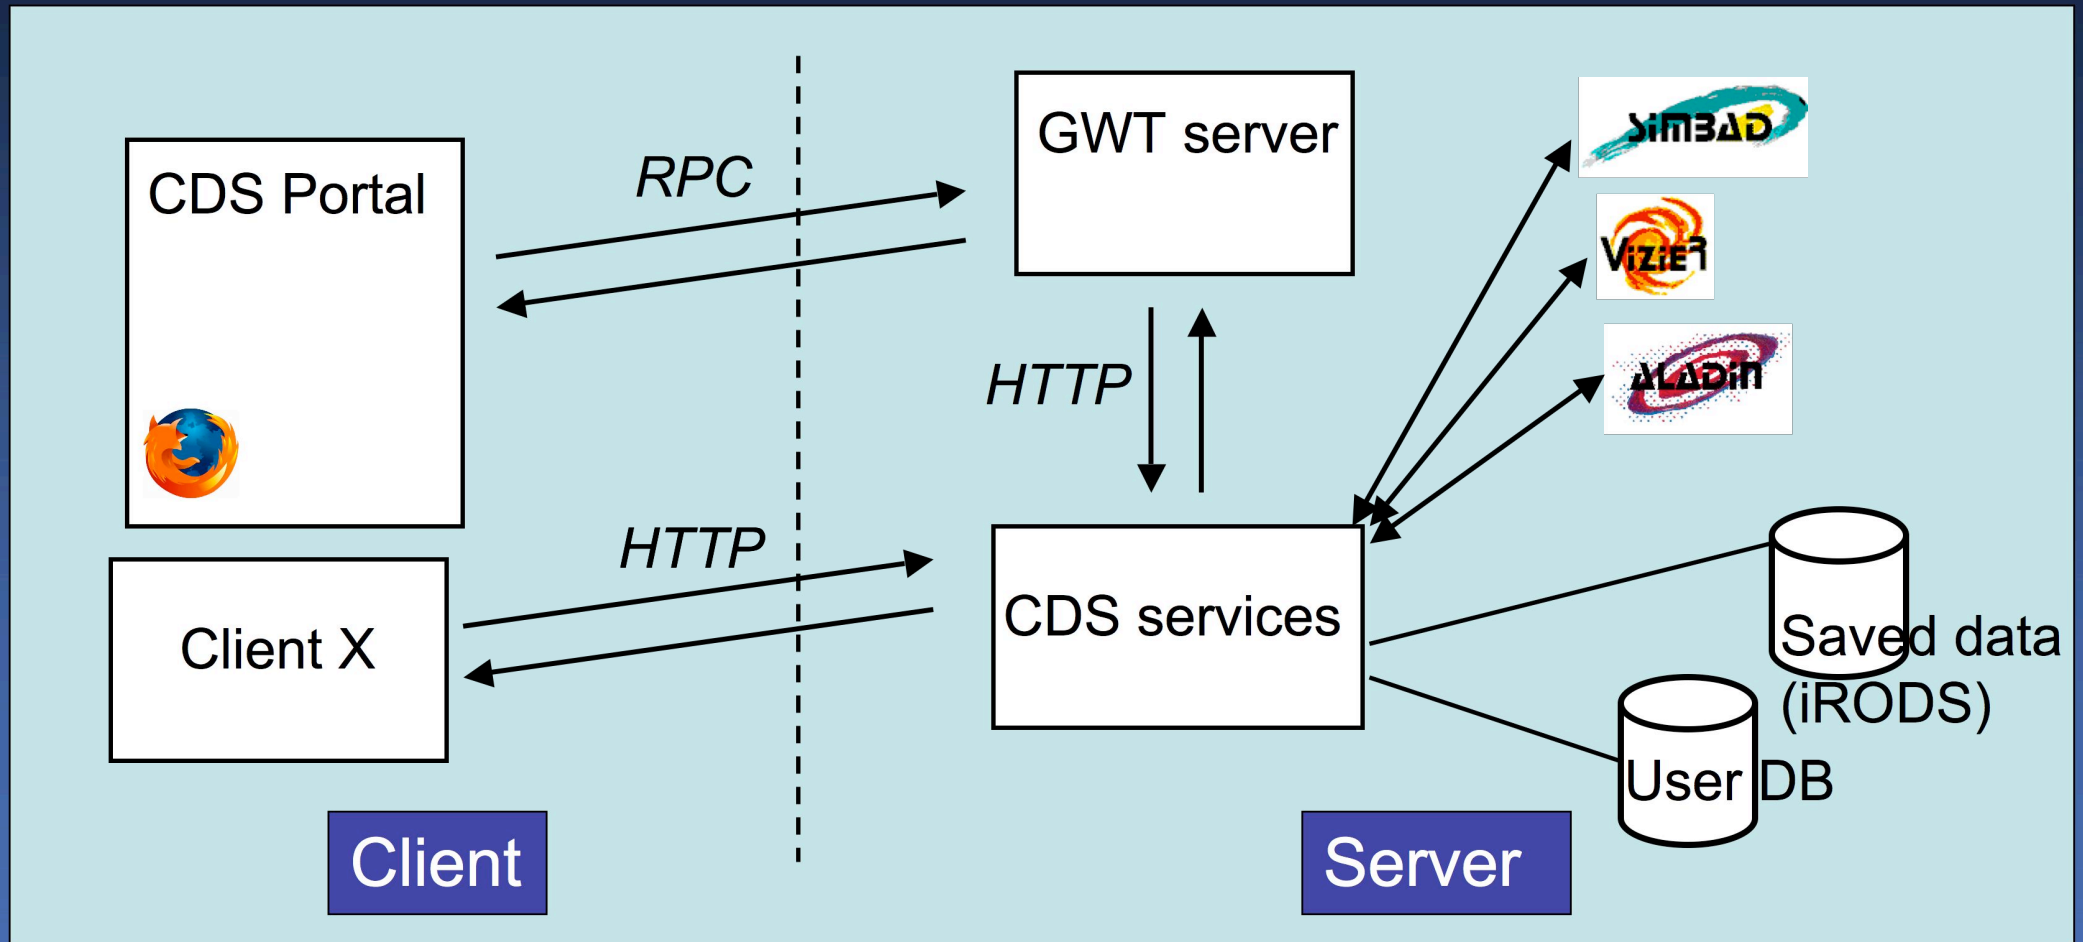 CDS Portal
RPC
GWT server
SIMBAD
VIZIER
ALADIN
HTTP
HTTP
Client X
CDS services
Saved data
(iRODS)
User DB
Client
Server